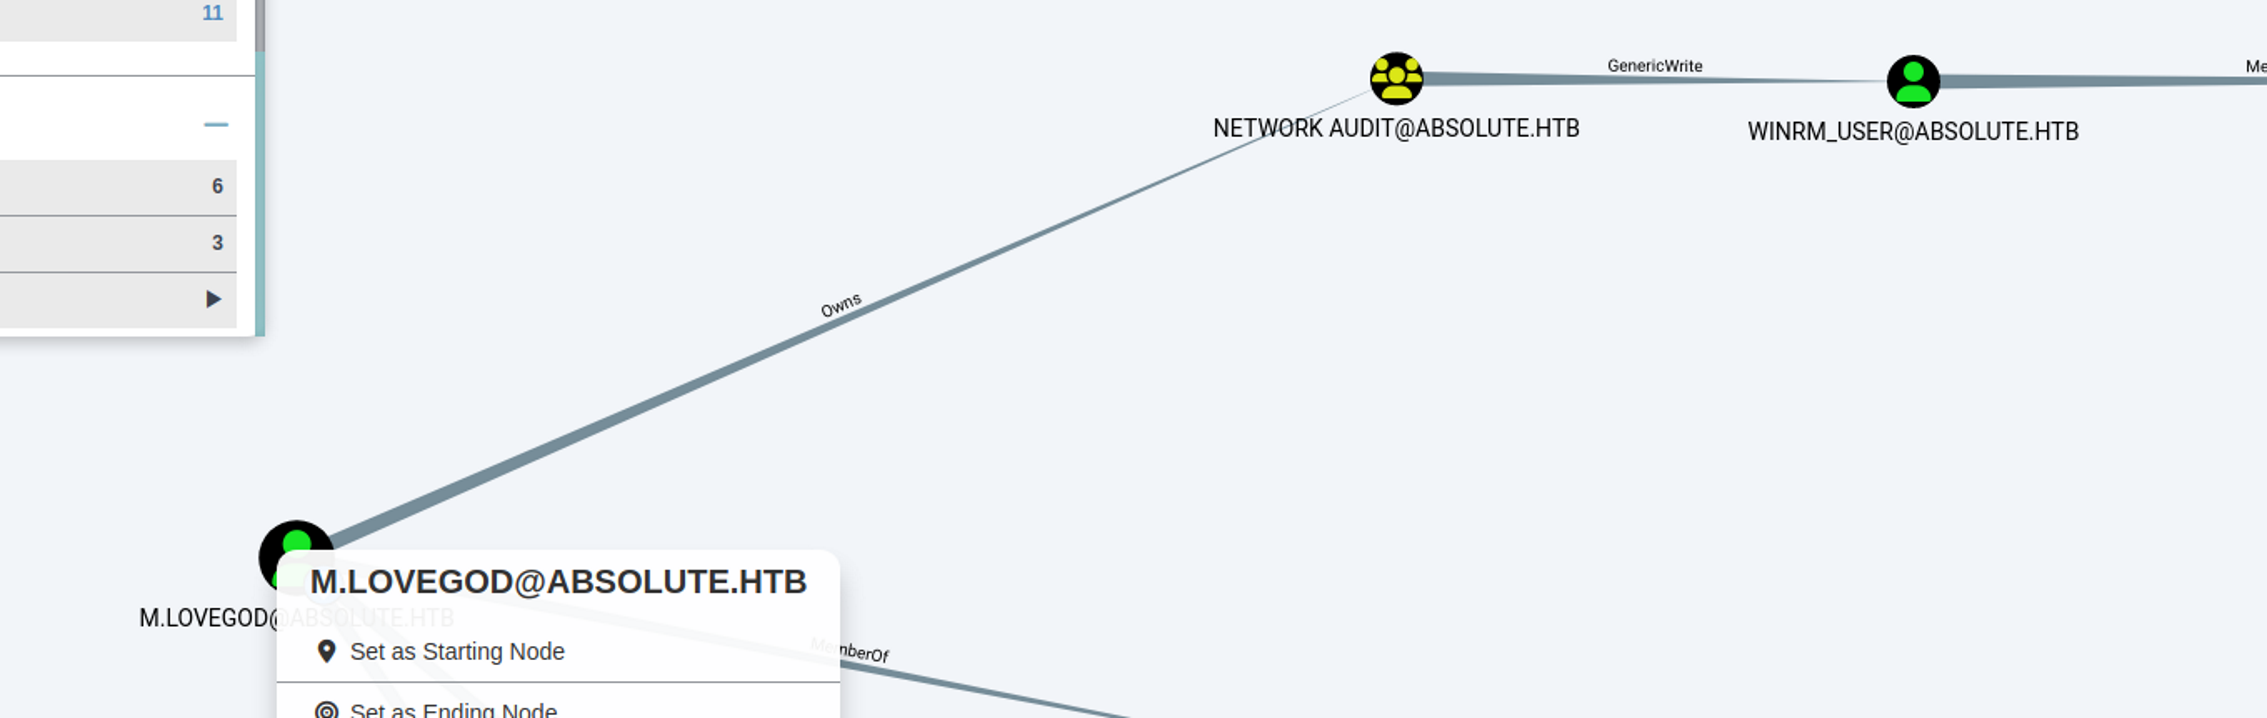 11
GenericWrite
Me
NETWORK AUDIT@ABSOLUTE.HTB
WINRM_USER@ABSOLUTE.HTB
6
3
Owns
M.LOVEGOD@ABSOLUTE.HTB
M.LOVEGOD@ABSOLUTE.HTB
MemberOf
Set as Starting Node
Set as Ending Node